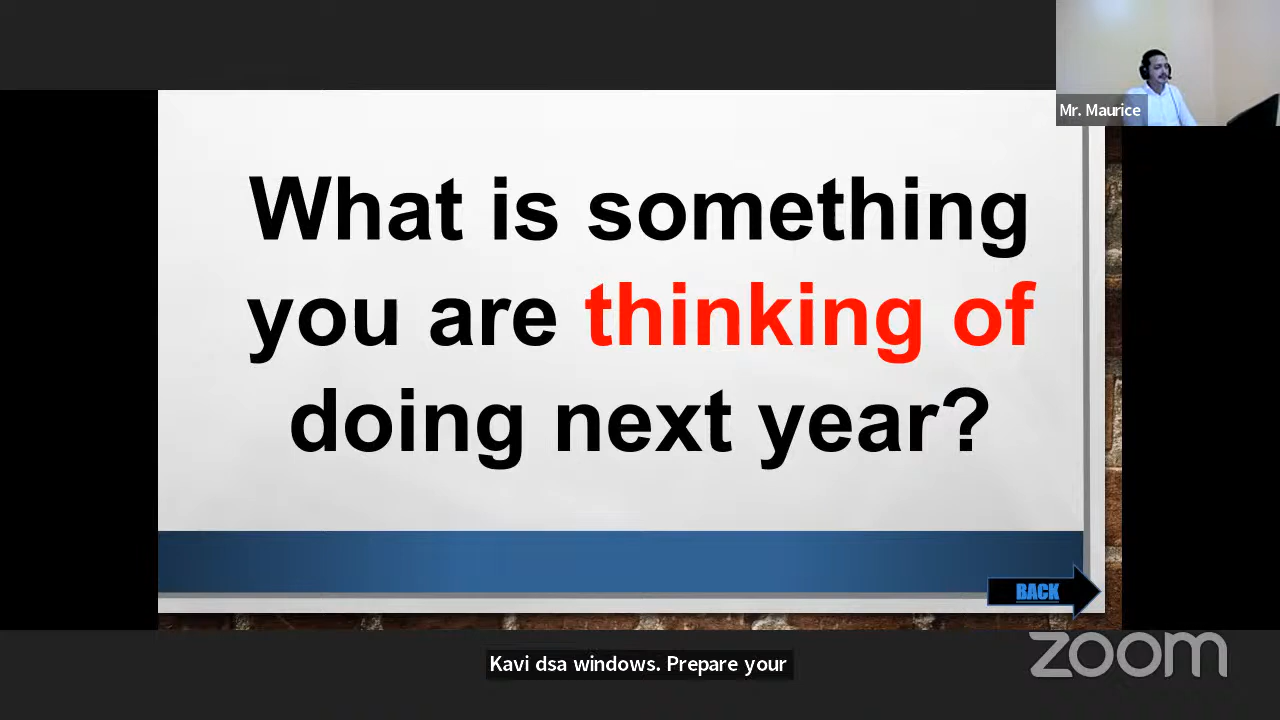 Mr. Maurice
What is something
you are thinking of
doing next year?
BACK
Kavi dsa windows. Prepare your
zoom